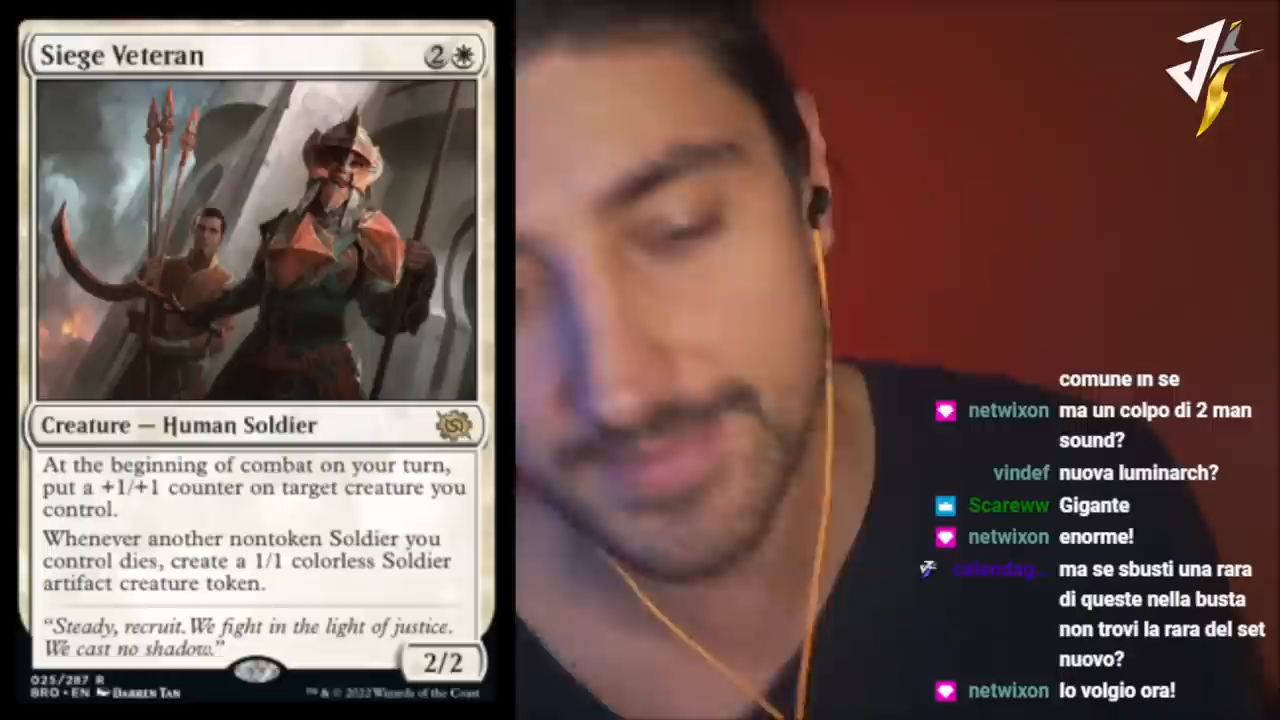 Siege Veteran 2
Creature — Human Soldier
At the beginning of combat on your turn,
put a +1/+1 counter on target creature you
control.
Whenever another nontoken Soldier you
control dies, create a 1/1 colorless Soldier
artifact creature token.
“Steady, recruit. We fight in the light of justice.
We cast no shadow.”
2/2
025/287 R
BRO • EN DARREN TAN
™ & © 2022 Wizards of the Coast
comune in se
netwixon ma un colpo di 2 man
sound?
vindef nuova luminarch?
Scareww Gigante
netwixon enorme!
calendag... ma se sbusti una rara
di queste nella busta
non trovi la rara del set
nuovo?
netwixon lo volgio ora!